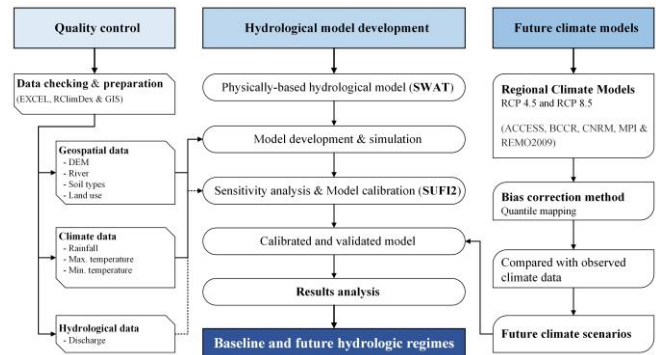 Quality control
Data checking & preparation
(EXCEL, RClimDex & GIS)
Geospatial data
- DEM
- River
- Soil types
- Land use
Climate data
- Rainfall
- Max. temperature
- Min. temperature
Hydrological data
- Discharge
Hydrological model development
Physically-based hydrological model (SWAT)
Model development & simulation
Sensitivity analysis & Model calibration (SUFI2)
Calibrated and validated model
Results analysis
Baseline and future hydrologic regimes
Future climate models
Regional Climate Models
RCP 4.5 and RCP 8.5
(ACCESS, BCCR, CNRM, MPI &
REMO2009)
Bias correction method
Quantile mapping
Compared with observed
climate data
Future climate scenarios